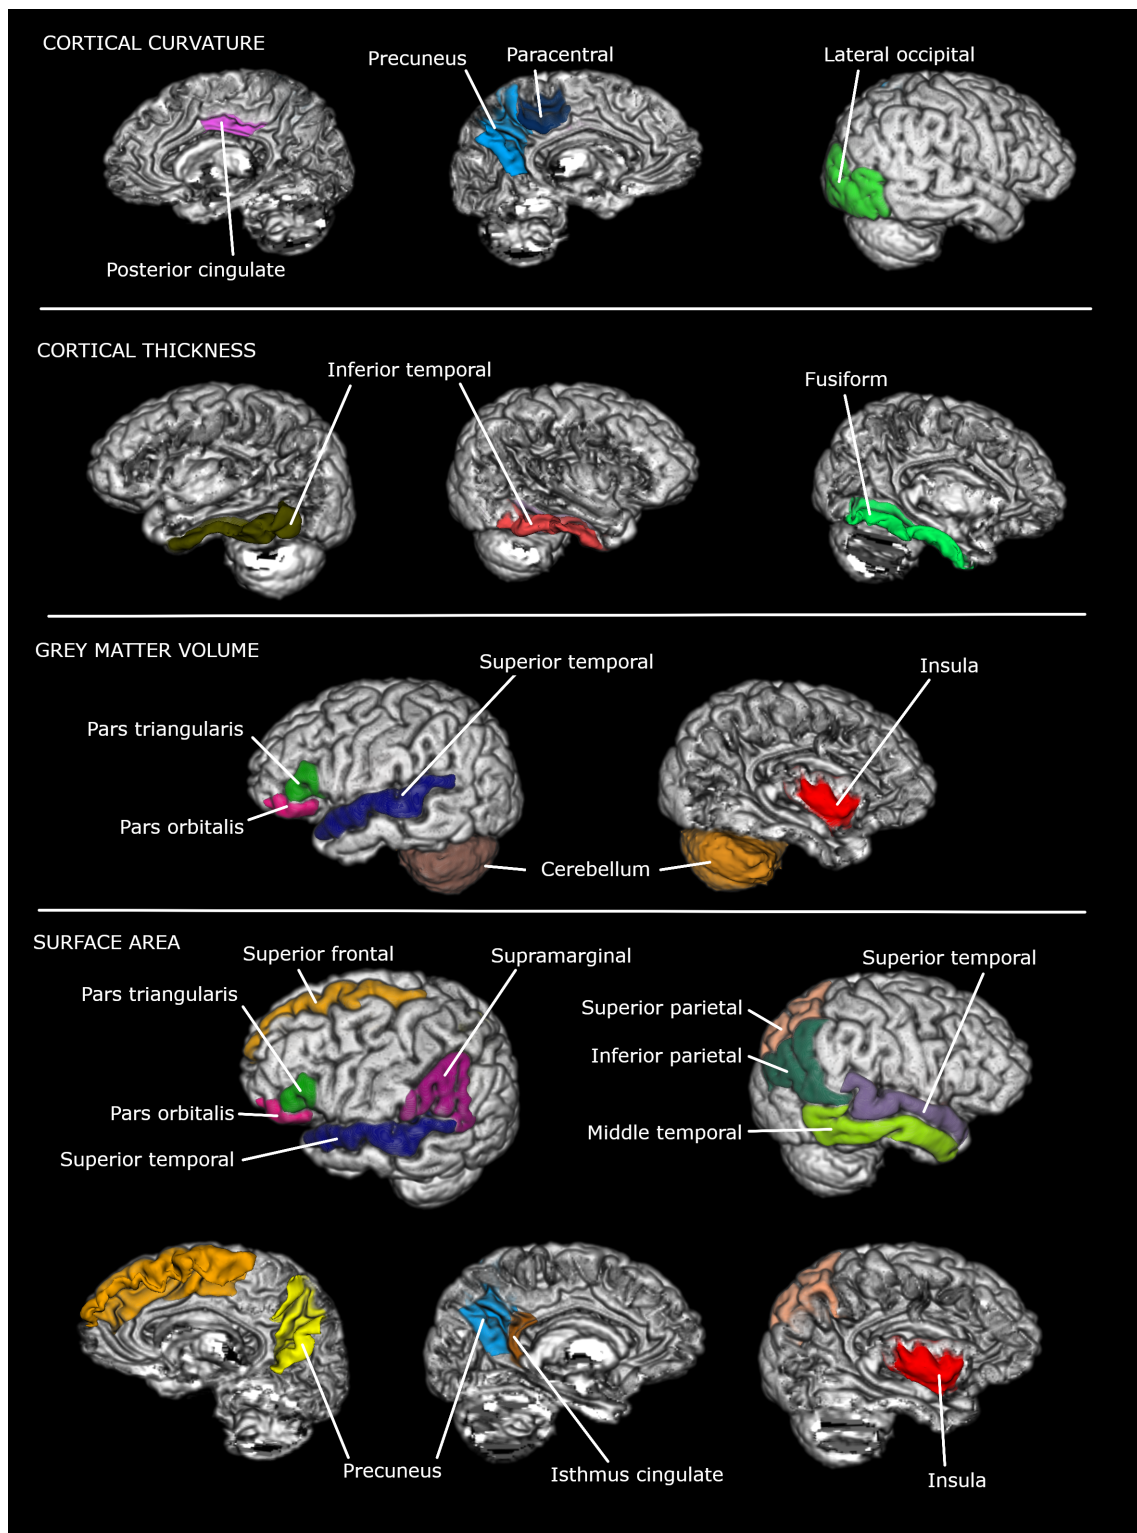 CORTICAL CURVATURE
Precuneus
Paracentral
Lateral occipital
Posterior cingulate
CORTICAL THICKNESS
Inferior temporal
Fusiform
GREY MATTER VOLUME
Superior temporal
Insula
Pars triangularis
Pars orbitalis
Cerebellum
SURFACE AREA
Superior frontal
Supramarginal
Superior temporal
Pars triangularis
Superior parietal
Inferior parietal
Pars orbitalis
Middle temporal
Superior temporal
Precuneus
Isthmus cingulate
Insula